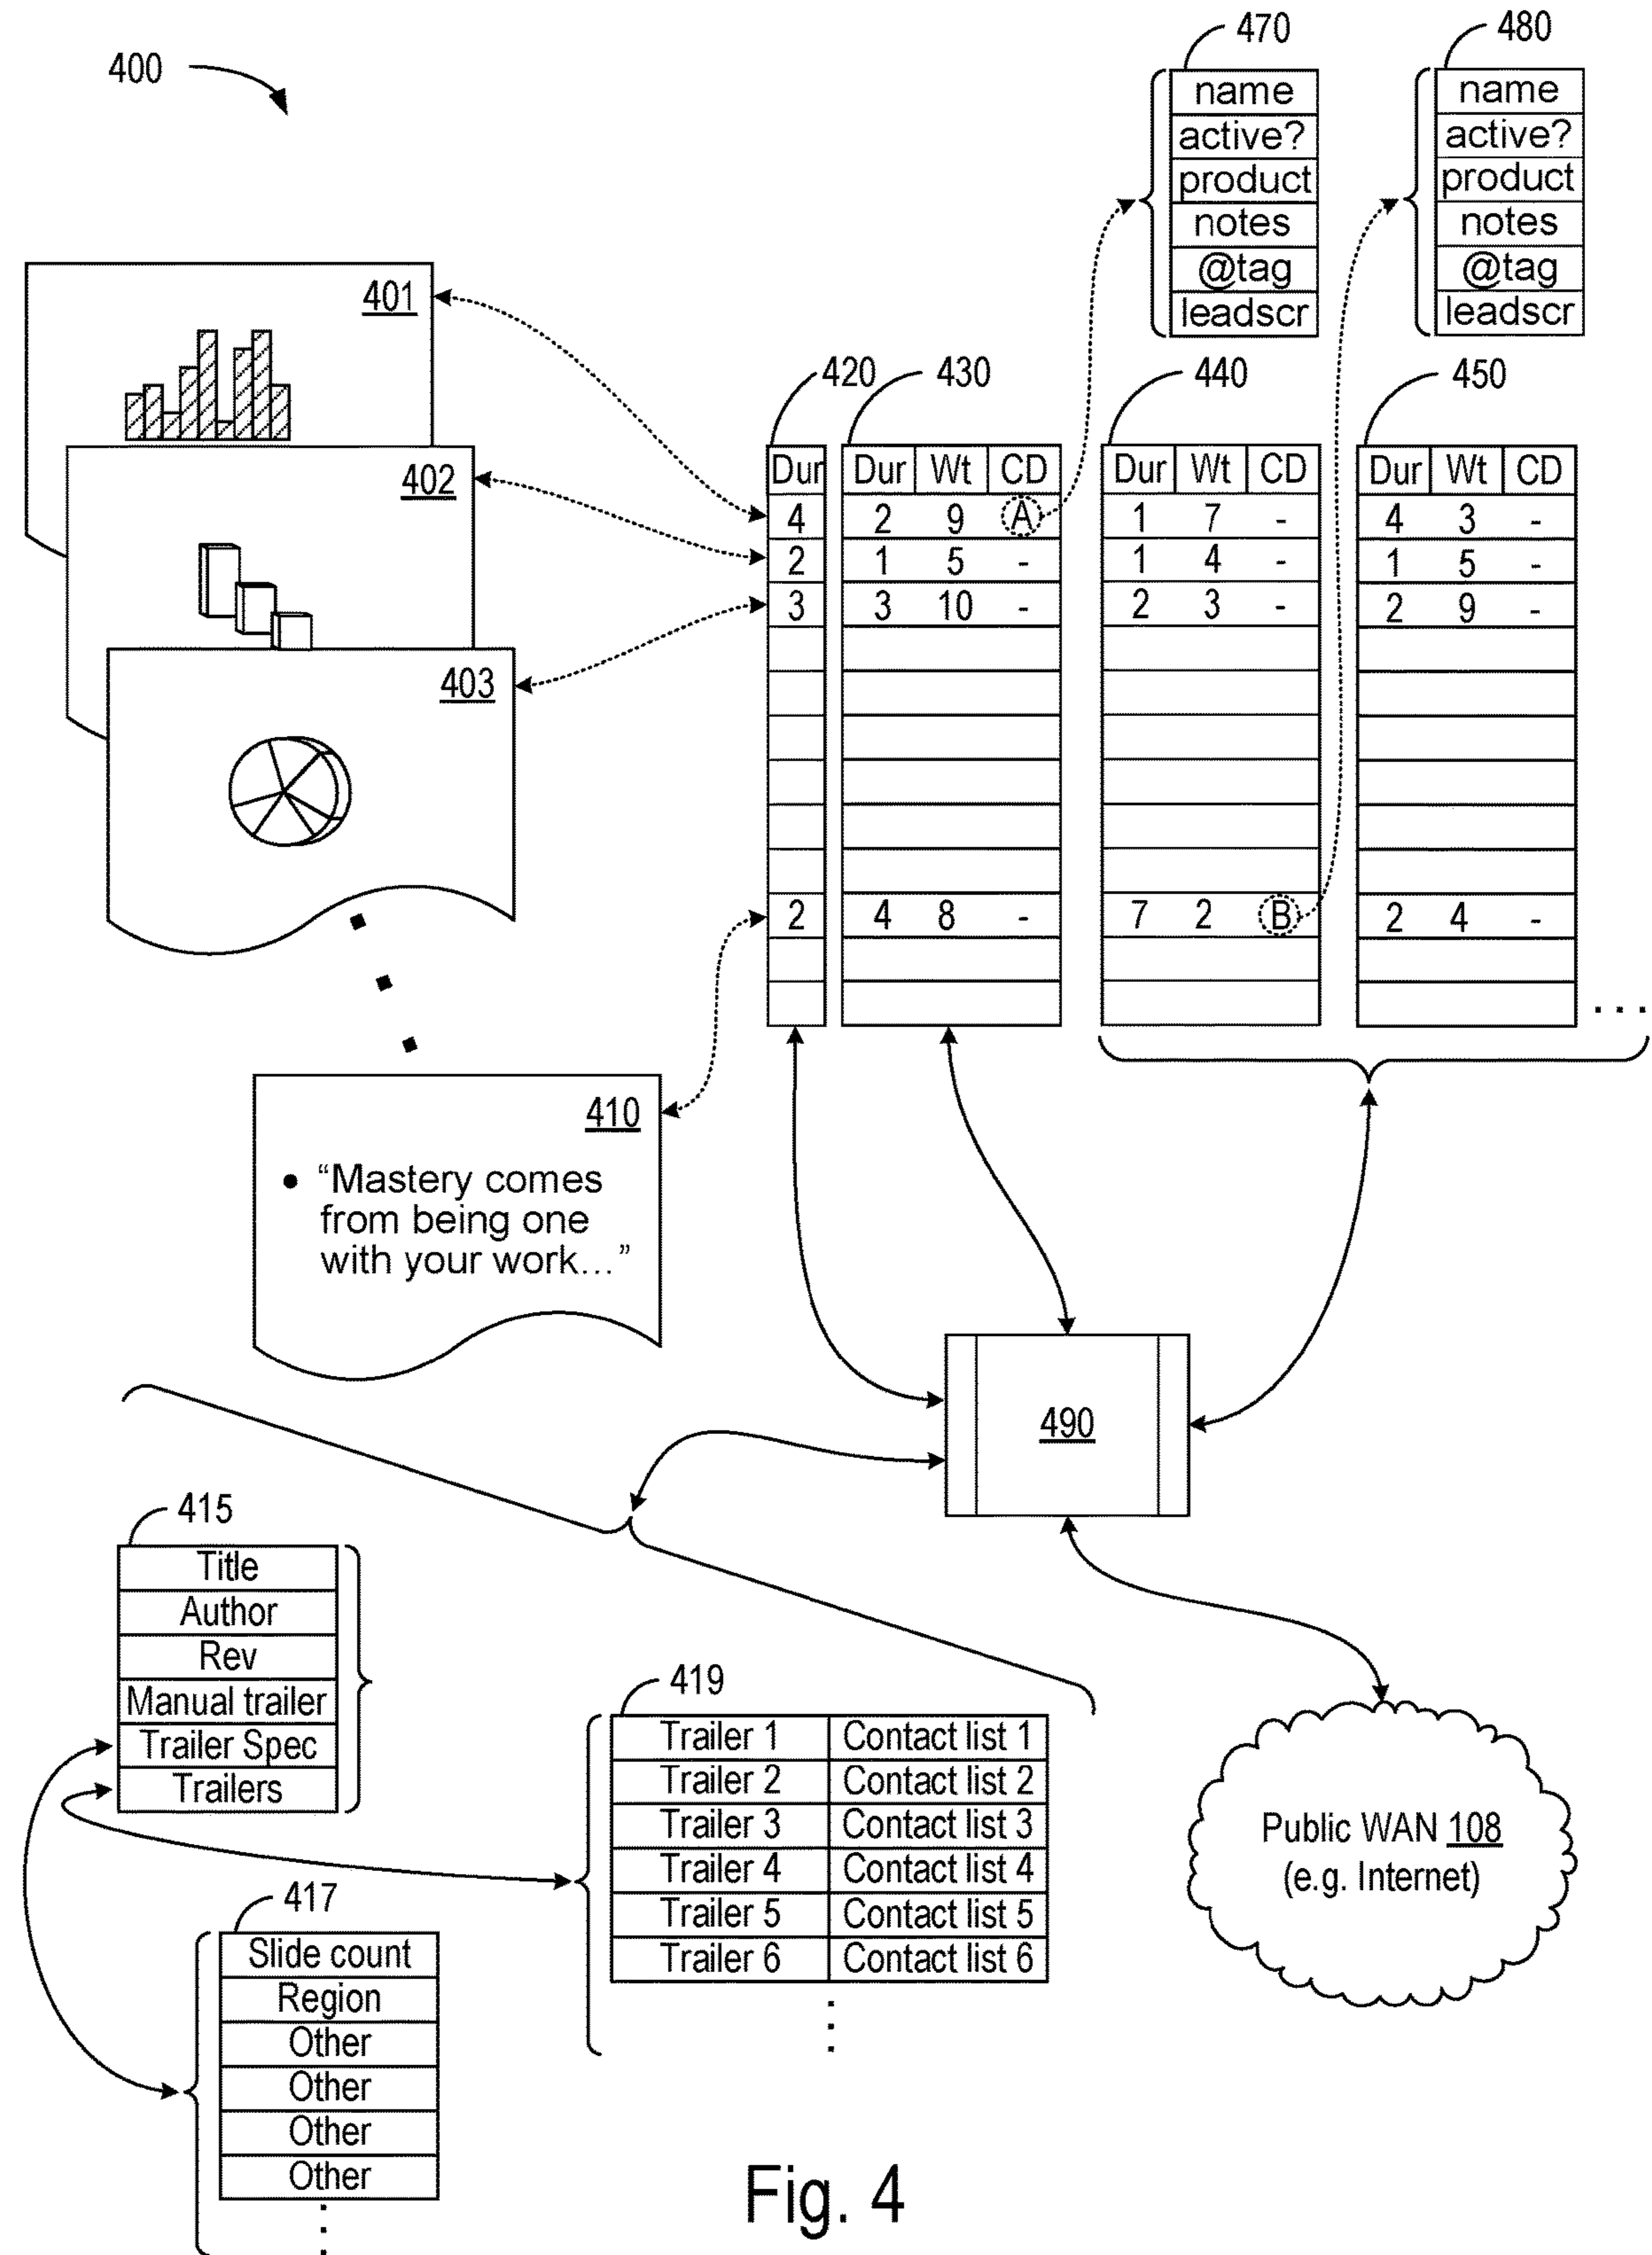 400
470
480
name
active?
product
notes
@tag
leadscr
name
active?
product
notes
@tag
leadscr
401
402
403
420
430
440
450
Dur
Dur Wt CD
Dur Wt CD
Dur Wt CD
4 2 9 A 1 7 - 4 3 -
2 1 5 - 1 4 - 1 5 -
3 3 10 - 2 3 - 2 9 -
2 4 8 - 7 2 B 2 4 -
...
410
• “Mastery comes
from being one
with your work...”
490
415
Title
Author
Rev
Manual trailer
Trailer Spec
Trailers
419
Trailer 1 Contact list 1
Trailer 2 Contact list 2
Trailer 3 Contact list 3
Trailer 4 Contact list 4
Trailer 5 Contact list 5
Trailer 6 Contact list 6
Public WAN 108
(e.g. Internet)
417
Slide count
Region
Other
Other
Other
Other
Fig. 4